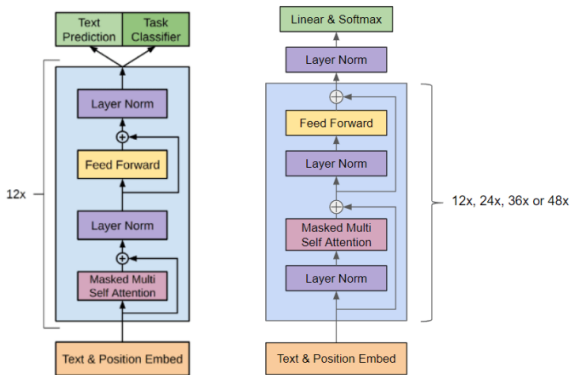 Text
Prediction
Task
Classifier
Layer Norm
Feed Forward
12x
Layer Norm
Masked Multi
Self Attention
Text & Position Embed
Linear & Softmax
Layer Norm
Feed Forward
Layer Norm
12x, 24x, 36x or 48x
Masked Multi
Self Attention
Layer Norm
Text & Position Embed